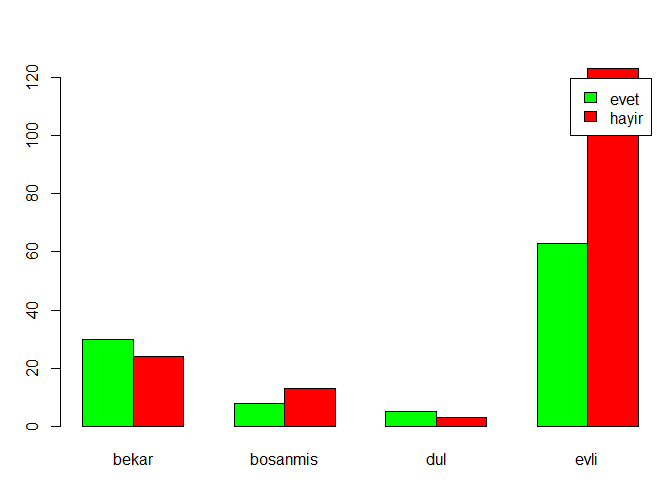 120
100
80
60
40
20
0
evet
hayir
bekar
bosanmis
dul
evli